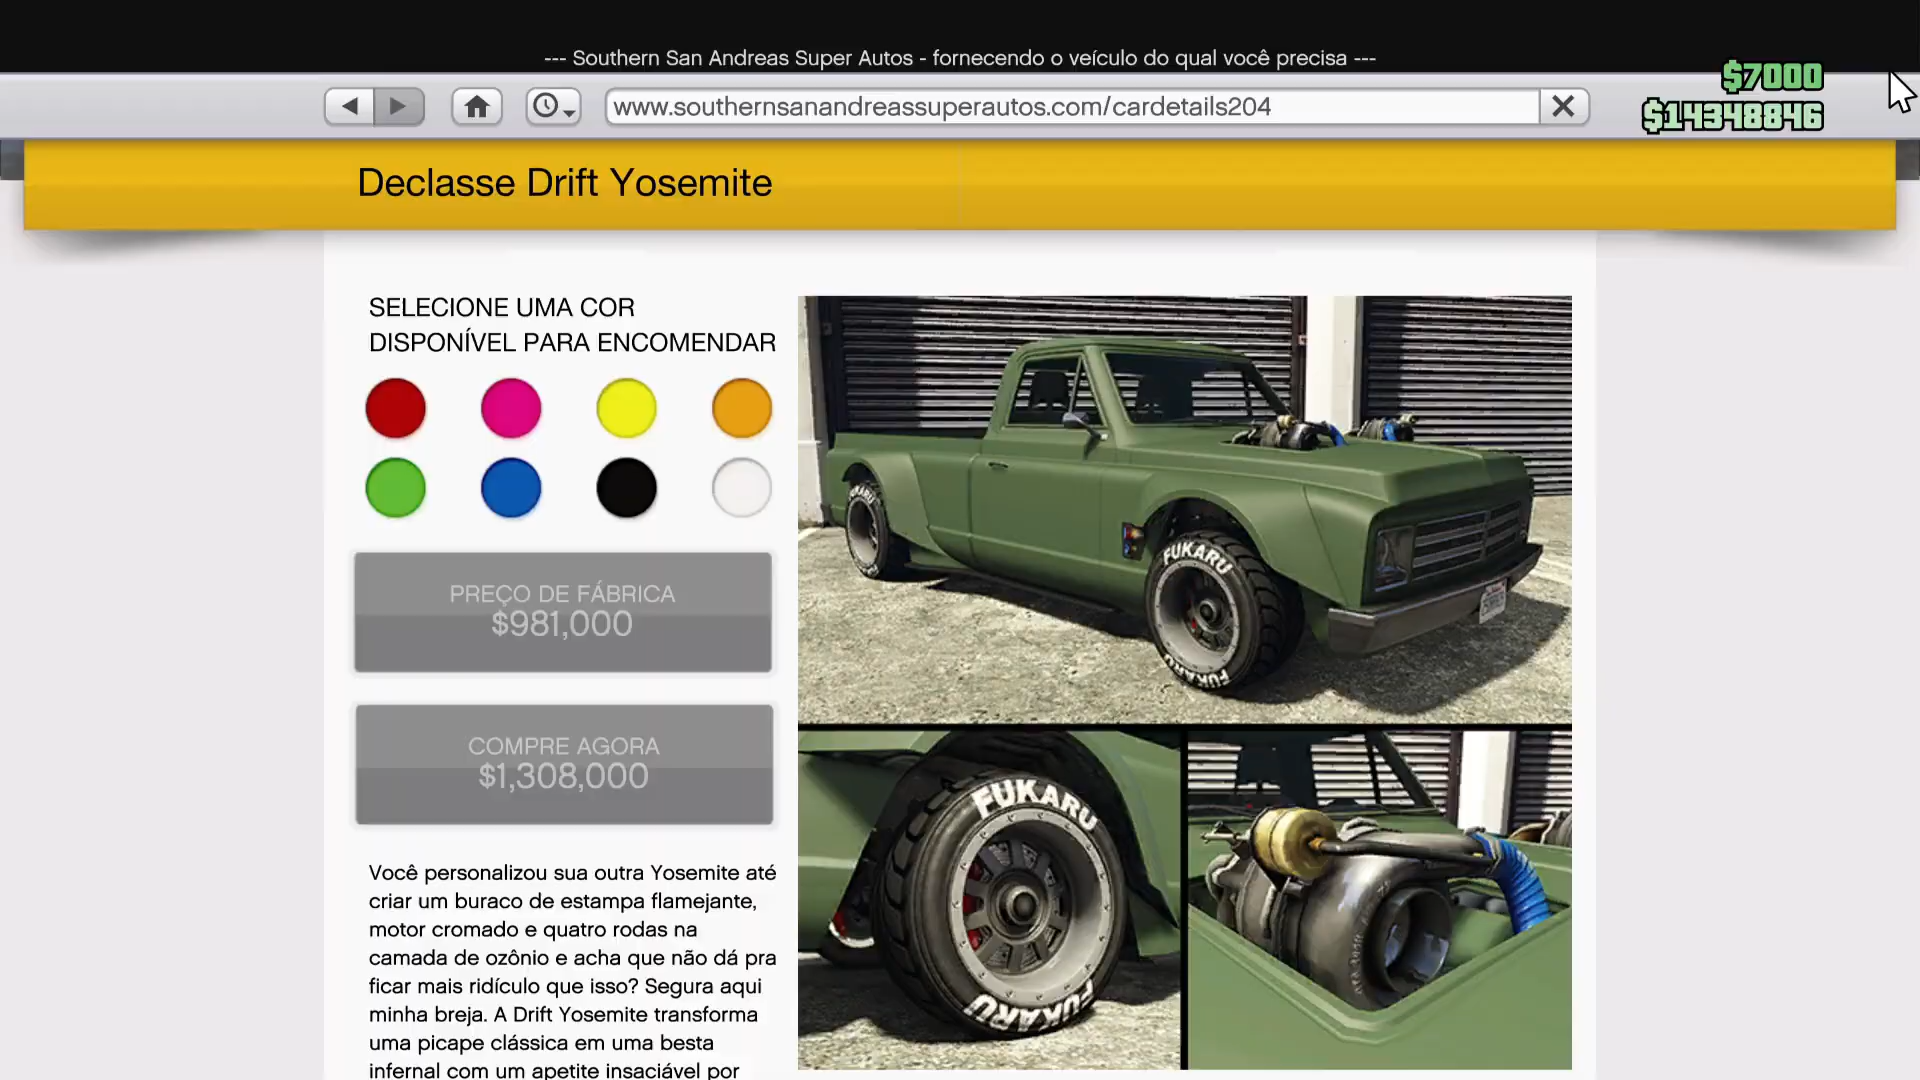 --- Southern San Andreas Super Autos - fornecendo o veículo do qual você precisa ---
www.southernsanandreassuperautos.com/cardetails204
$7000
$14348846
Declasse Drift Yosemite
SELECIONE UMA COR
DISPONÍVEL PARA ENCOMENDAR
PREÇO DE FÁBRICA
$981,000
COMPRE AGORA
$1,308,000
Você personalizou sua outra Yosemite até
criar um buraco de estampa flamejante,
motor cromado e quatro rodas na
camada de ozônio e acha que não dá pra
ficar mais ridículo que isso? Segura aqui
minha breja. A Drift Yosemite transforma
uma picape clássica em uma besta
infernal com um apetite insaciável por
FUKARU
FUKARU
FUKARU
FUKARU
FUKARU